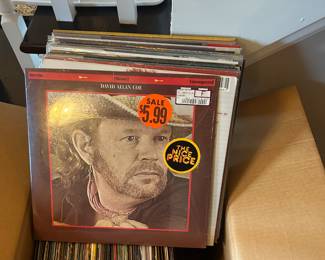 DAVID ALLAN COE
SALE
$5.99
THE
NICE
PRICE